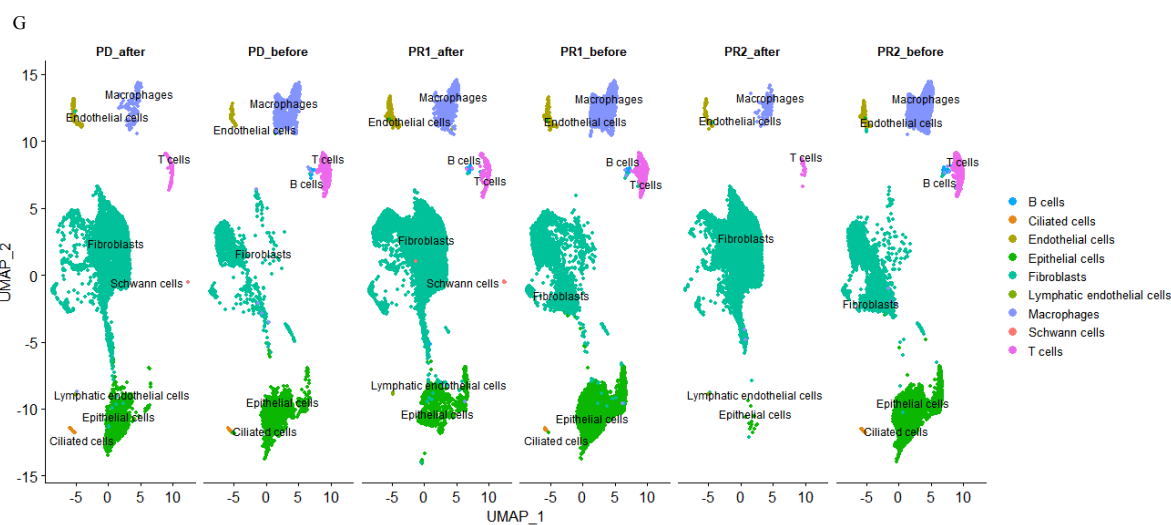 G
PD_after PD_before PR1_after PR1_before PR2_after PR2_before
UMAP_2
15
10
5
0
-5
-10
-15
Macrophages
Endothelial cells
T cells
Fibroblasts
Schwann cells
Lymphatic endothelial cells
Epithelial cells
Ciliated cells
Macrophages
Endothelial cells
T cells
B cells
Fibroblasts
Epithelial cells
Ciliated cells
Macrophages
Endothelial cells
B cells
T cells
Fibroblasts
Schwann cells
Lymphatic endothelial cells
Epithelial cells
Macrophages
Endothelial cells
B cells
T cells
Fibroblasts
Epithelial cells
Ciliated cells
Macrophages
Endothelial cells
T cells
Fibroblasts
Lymphatic endothelial cells
Epithelial cells
Macrophages
Endothelial cells
T cells
B cells
Fibroblasts
Epithelial cells
Ciliated cells
-5 0 5 10 -5 0 5 10 -5 0 5 10 -5 0 5 10 -5 0 5 10 -5 0 5 10
UMAP_1
B cells
Ciliated cells
Endothelial cells
Epithelial cells
Fibroblasts
Lymphatic endothelial cells
Macrophages
Schwann cells
T cells